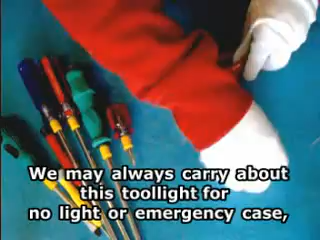 We may always carry about
this toollight for
no light or emergency case,